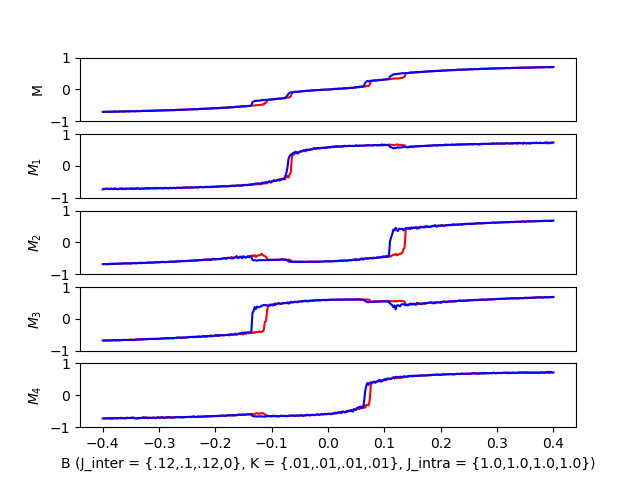 1
0
−1
M
1
0
−1
M₁
1
0
−1
M₂
1
0
−1
M₃
1
0
−1
M₄
−0.4 −0.3 −0.2 −0.1 0.0 0.1 0.2 0.3 0.4
B (J_inter = {.12,.1,.12,0}, K = {.01,.01,.01,.01}, J_intra = {1.0,1.0,1.0,1.0})